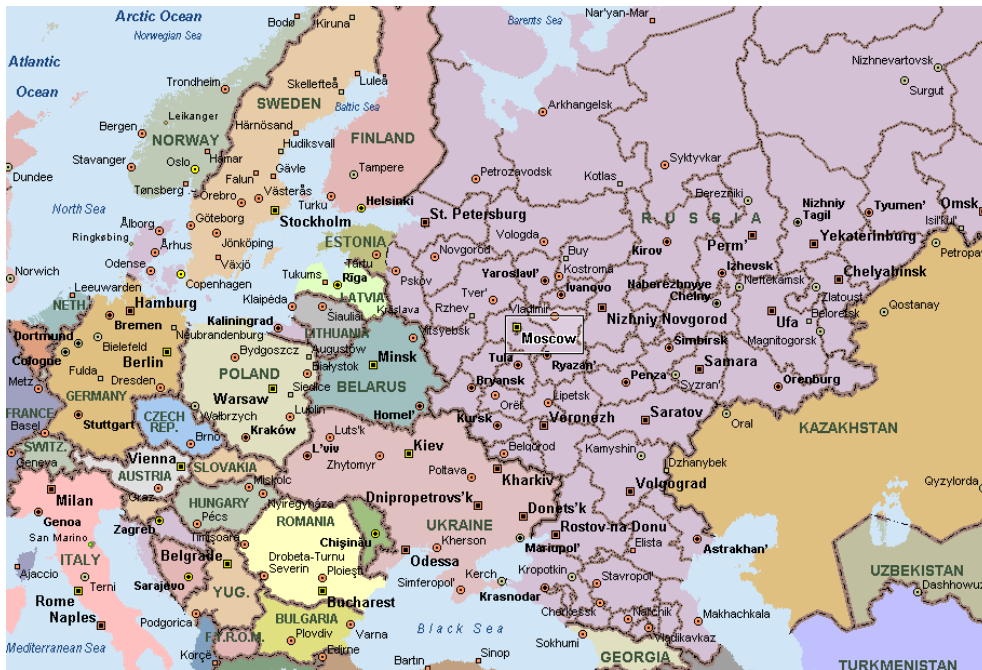 Arctic Ocean
Norwegian Sea
Bodø
Kiruna
Barents Sea
Nar'yan-Mar
Atlantic
Ocean
Nizhnevartovsk
Surgut
Trondheim
Skellefteå
Luleå
SWEDEN
Baltic Sea
Arkhangelsk
Leikanger
Bergen
NORWAY
Härnösand
Hudiksvall
FINLAND
Stavanger
Oslo
Hamar
Gävle
Tampere
Syktyvkar
Dundee
Tønsberg
Falun
Västerås
Petrozavodsk
Kotlas
Berezniki
Örebro
Turku
Helsinki
North Sea
Göteborg
Stockholm
St. Petersburg
RUSSIA
Nizhniy
Tagil
Tyumen'
Omsk
Isil'kul'
Ålborg
Ringkøbing
Århus
Jönköping
ESTONIA
Vologda
Buy
Kirov
Perm'
Yekaterinburg
Petropav
Norwich
Odense
Växjö
Tartu
Novgorod
Yaroslavl'
Kostroma
Izhevsk
Copenhagen
Tukums
Riga
Pskov
Ivanovo
Naberezhnyye
Chelny
Neftekamsk
Chelyabinsk
Leeuwarden
Hamburg
Klaipėda
LATVIA
Tver'
Zlatoust
Qostanay
NETH.
Bremen
Šiauliai
Kraslava
Rzhev
Vladimir
Nizhniy Novgorod
Ufa
Beloretsk
Neubrandenburg
Kaliningrad
LITHUANIA
Vitsyebsk
Moscow
Magnitogorsk
Dortmund
Bielefeld
Bydgoszcz
Augustów
Minsk
Simbirsk
Cologne
Berlin
Białystok
Tula
Ryazan'
Samara
Metz
Fulda
Dresden
POLAND
Siedlce
BELARUS
Bryansk
Penza
Syzran'
Orenburg
GERMANY
Warsaw
Orël
Lipetsk
FRANCE
Basel
Stuttgart
CZECH
REP.
Wałbrzych
Lublin
Homel'
Kursk
Voronezh
Saratov
Oral
KAZAKHSTAN
Brno
Kraków
L'viv
Luts'k
Kiev
Belgorod
Kamyshin
SWITZ.
Geneva
Vienna
SLOVAKIA
Zhytomyr
Poltava
Kharkiv
Dzhanybek
AUSTRIA
Graz
Miskolc
Volgograd
Qyzylorda
Milan
HUNGARY
Nyíregyháza
Dnipropetrovs'k
Donets'k
Genoa
San Marino
Zagreb
Pécs
ROMANIA
Chișinău
UKRAINE
Rostov-na Donu
Timișoara
Kherson
Mariupol'
Elista
Astrakhan'
ITALY
Belgrade
Drobeta-Turnu
Severin
Ploiești
Odessa
UZBEKISTAN
Ajaccio
Terni
Sarajevo
Simferopol'
Kerch
Kropotkin
Stavropol'
Dashhowuz
Rome
YUG.
Bucharest
Krasnodar
Naples
Podgorica
BULGARIA
Cherkessk
Nal'chik
Makhachkala
F.Y.R.O.M.
Plovdiv
Varna
Black Sea
Sokhumi
Vladikavkaz
Mediterranean Sea
Korçë
Edirne
Bartin
Sinop
GEORGIA
TURKMENISTAN